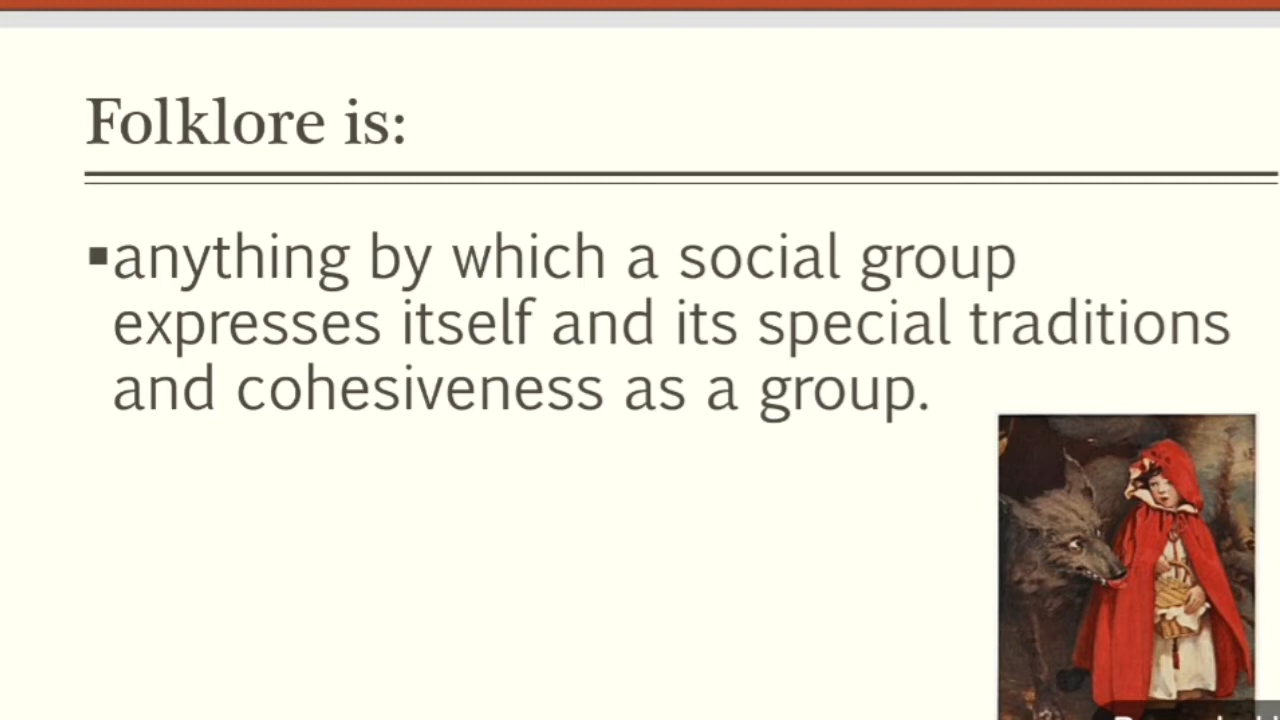 Folklore is:
▪anything by which a social group
expresses itself and its special traditions
and cohesiveness as a group.